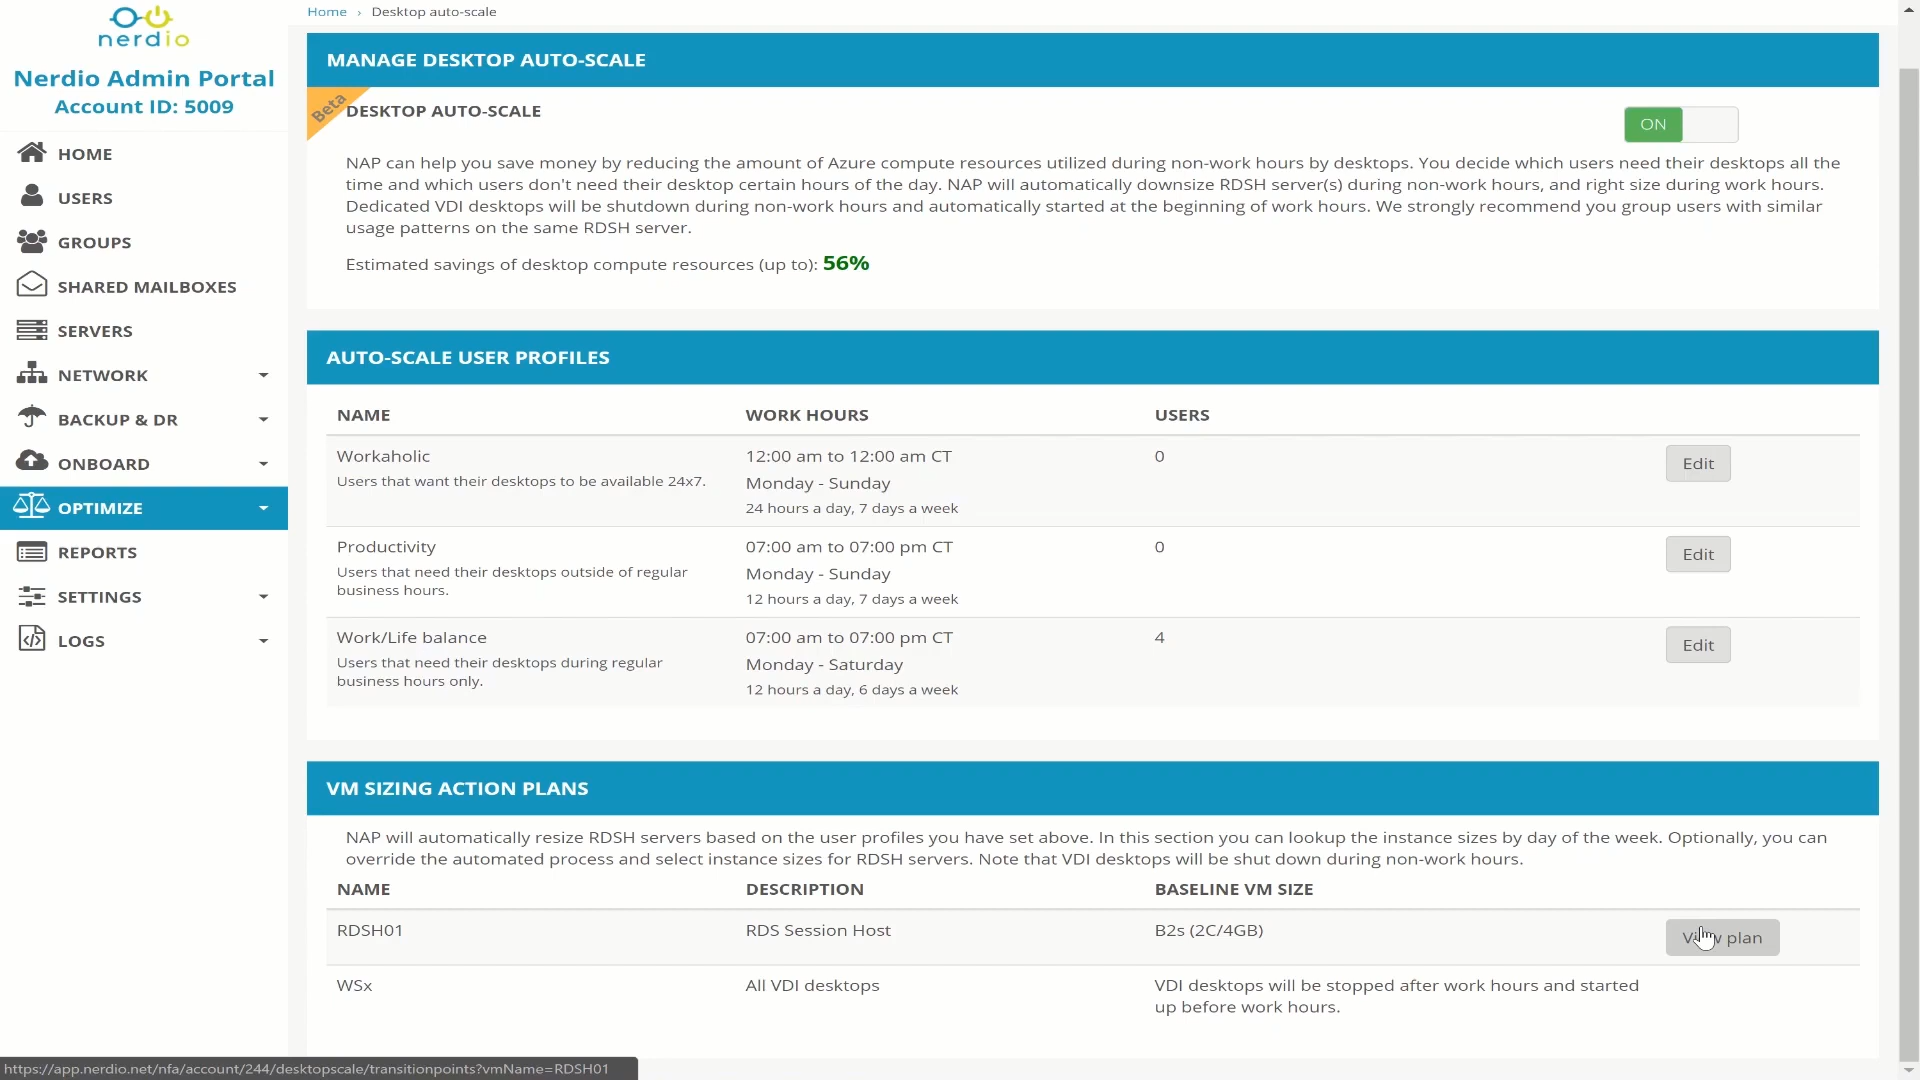 nerdio
Nerdio Admin Portal
Account ID: 5009
HOME
USERS
GROUPS
SHARED MAILBOXES
SERVERS
NETWORK
BACKUP & DR
ONBOARD
OPTIMIZE
REPORTS
SETTINGS
LOGS
Home › Desktop auto-scale
MANAGE DESKTOP AUTO-SCALE
Beta
DESKTOP AUTO-SCALE
ON
NAP can help you save money by reducing the amount of Azure compute resources utilized during non-work hours by desktops. You decide which users need their desktops all the
time and which users don't need their desktop certain hours of the day. NAP will automatically downsize RDSH server(s) during non-work hours, and right size during work hours.
Dedicated VDI desktops will be shutdown during non-work hours and automatically started at the beginning of work hours. We strongly recommend you group users with similar
usage patterns on the same RDSH server.
Estimated savings of desktop compute resources (up to): 56%
AUTO-SCALE USER PROFILES
NAME WORK HOURS USERS
Workaholic 12:00 am to 12:00 am CT 0 Edit
Users that want their desktops to be available 24x7. Monday - Sunday
24 hours a day, 7 days a week
Productivity 07:00 am to 07:00 pm CT 0 Edit
Users that need their desktops outside of regular Monday - Sunday
business hours. 12 hours a day, 7 days a week
Work/Life balance 07:00 am to 07:00 pm CT 4 Edit
Users that need their desktops during regular Monday - Saturday
business hours only. 12 hours a day, 6 days a week
VM SIZING ACTION PLANS
NAP will automatically resize RDSH servers based on the user profiles you have set above. In this section you can lookup the instance sizes by day of the week. Optionally, you can
override the automated process and select instance sizes for RDSH servers. Note that VDI desktops will be shut down during non-work hours.
NAME DESCRIPTION BASELINE VM SIZE
RDSH01 RDS Session Host B2s (2C/4GB) View plan
WSx All VDI desktops VDI desktops will be stopped after work hours and started
up before work hours.
https://app.nerdio.net/nfa/account/244/desktopscale/transitionpoints?vmName=RDSH01